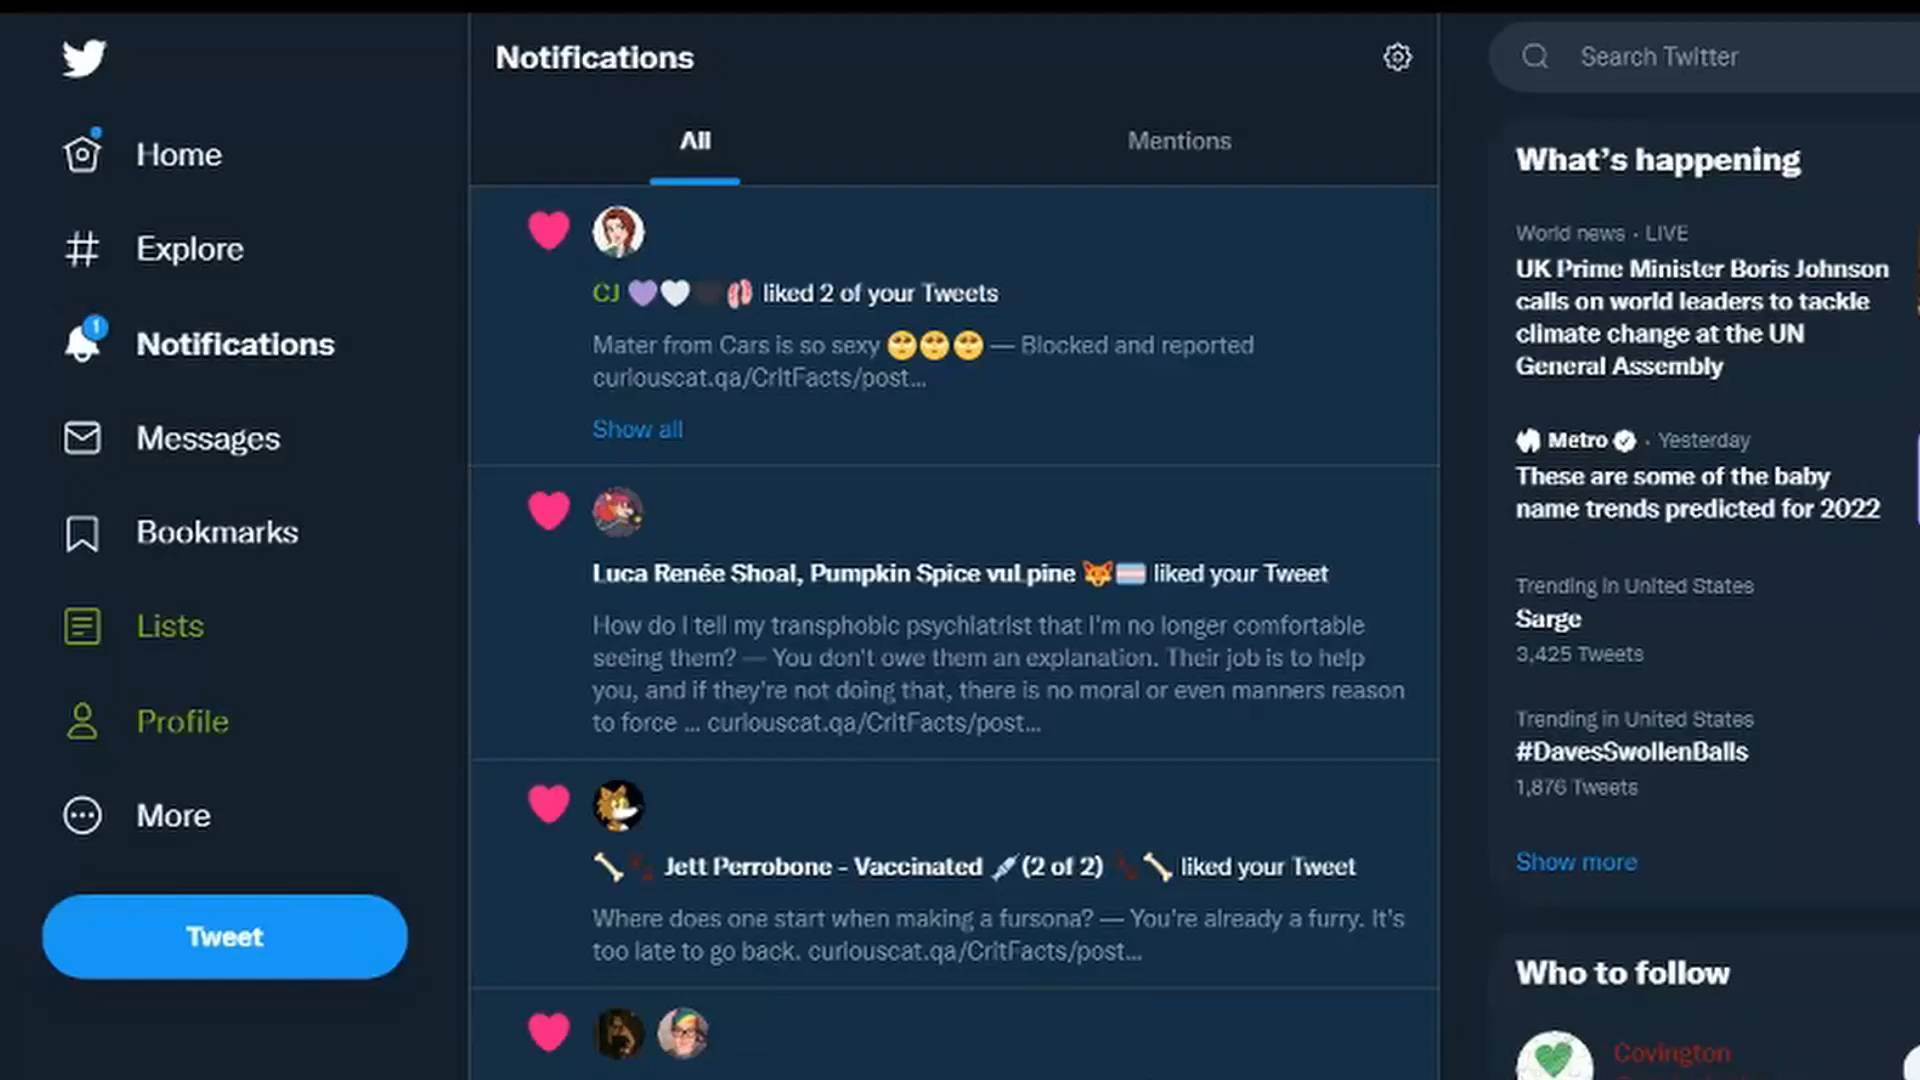 Home
Explore
1
Notifications
Messages
Bookmarks
Lists
Profile
More
Tweet
Notifications
All
Mentions
CJ 💜🤍🖤 liked 2 of your Tweets
Mater from Cars is so sexy 🥺🥺🥺 — Blocked and reported
curiouscat.qa/CritFacts/post...
Show all
Luca Renée Shoal, Pumpkin Spice vulpine 🦊🏳️‍⚧️ liked your Tweet
How do I tell my transphobic psychiatrist that I'm no longer comfortable
seeing them? — You don't owe them an explanation. Their job is to help
you, and if they're not doing that, there is no moral or even manners reason
to force ... curiouscat.qa/CritFacts/post...
🦴🐾 Jett Perrobone - Vaccinated 💉(2 of 2) 🐾🦴 liked your Tweet
Where does one start when making a fursona? — You're already a furry. It's
too late to go back. curiouscat.qa/CritFacts/post...
Search Twitter
What's happening
World news · LIVE
UK Prime Minister Boris Johnson
calls on world leaders to tackle
climate change at the UN
General Assembly
Metro · Yesterday
These are some of the baby
name trends predicted for 2022
Trending in United States
Sarge
3,425 Tweets
Trending in United States
#DavesSwollenBalls
1,876 Tweets
Show more
Who to follow
Covington